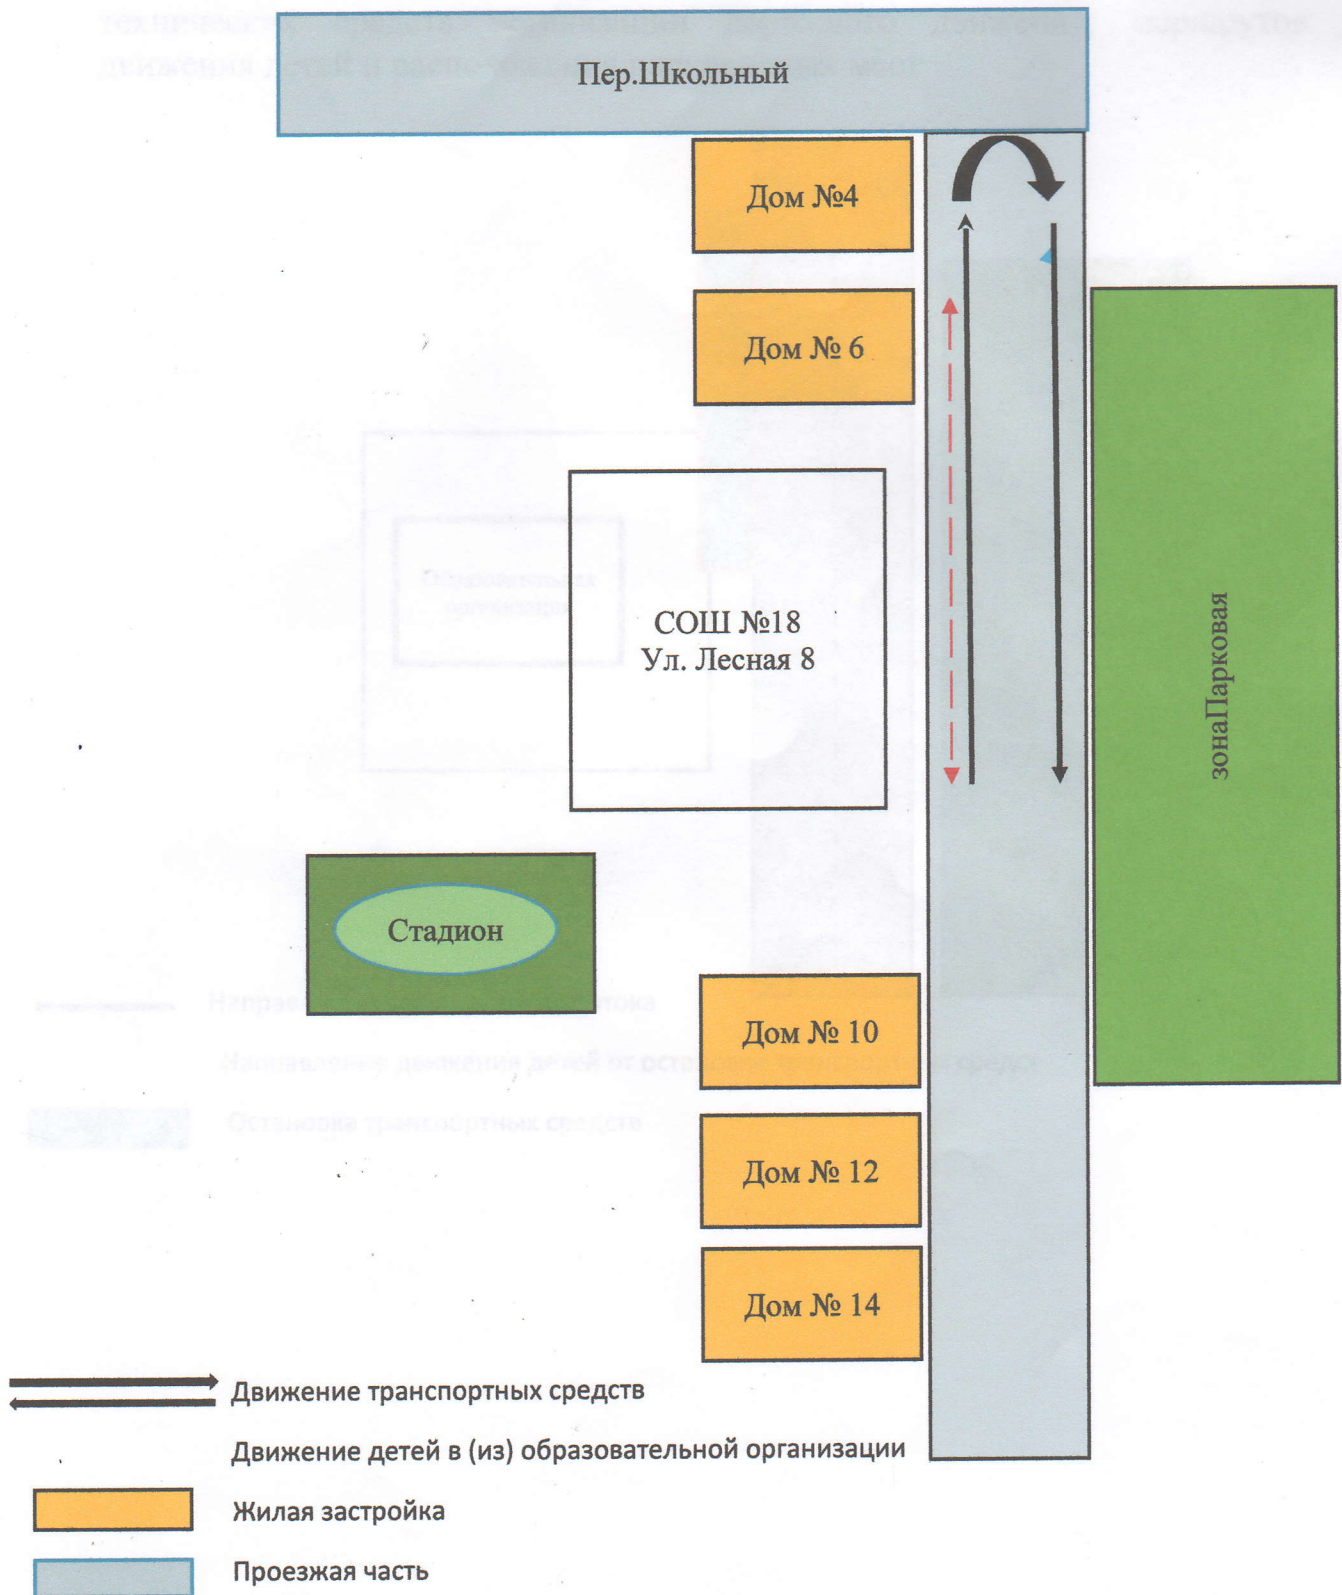 Пер.Школьный
Дом №4
Дом № 6
СОШ №18
Ул. Лесная 8
зонаПарковая
Стадион
Дом № 10
Дом № 12
Дом № 14
Движение транспортных средств
Движение детей в (из) образовательной организации
Жилая застройка
Проезжая часть